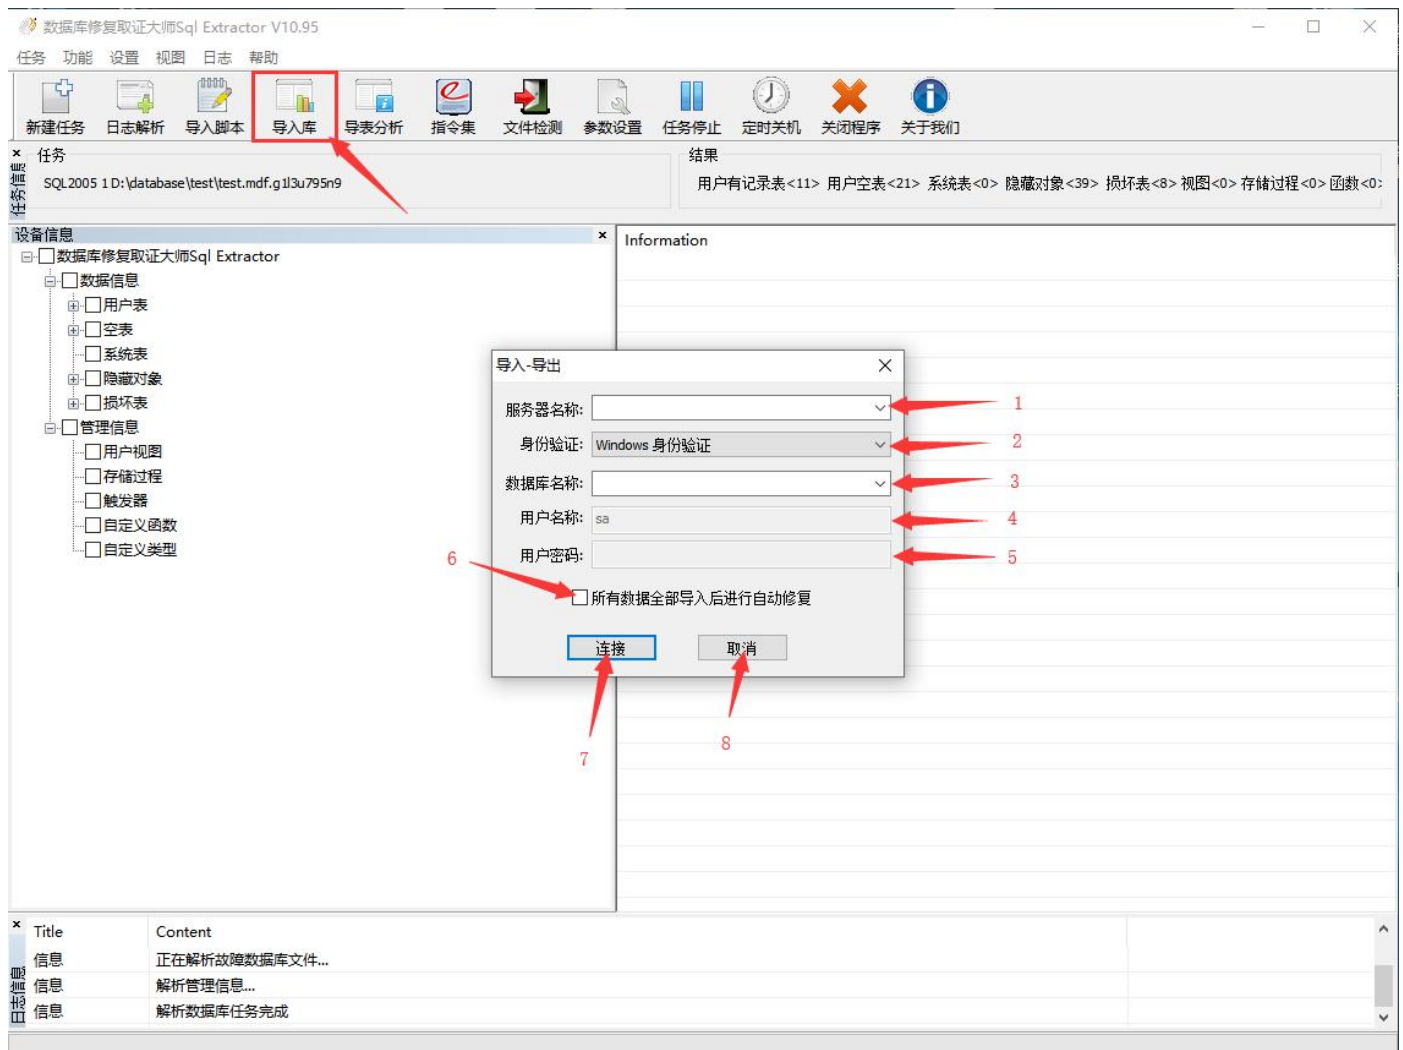 数据库修复取证大师Sql Extractor V10.95
任务 功能 设置 视图 日志 帮助
新建任务 日志解析 导入脚本 导入库 导表分析 指令集 文件检测 参数设置 任务停止 定时关机 关闭程序 关于我们
任务信息
任务
SQL2005 1 D:\database\test\test.mdf.g1l3u795n9
结果
用户有记录表<11> 用户空表<21> 系统表<0> 隐藏对象<39> 损坏表<8> 视图<0> 存储过程<0> 函数<0>
设备信息
数据库修复取证大师Sql Extractor
数据信息
用户表
空表
系统表
隐藏对象
损坏表
管理信息
用户视图
存储过程
触发器
自定义函数
自定义类型
Information
导入-导出
服务器名称: 1
身份验证: Windows 身份验证 2
数据库名称: 3
用户名称: sa 4
用户密码: 5
6
所有数据全部导入后进行自动修复
连接 取消
7 8
日志信息
Title Content
信息 正在解析故障数据库文件...
信息 解析管理信息...
信息 解析数据库任务完成